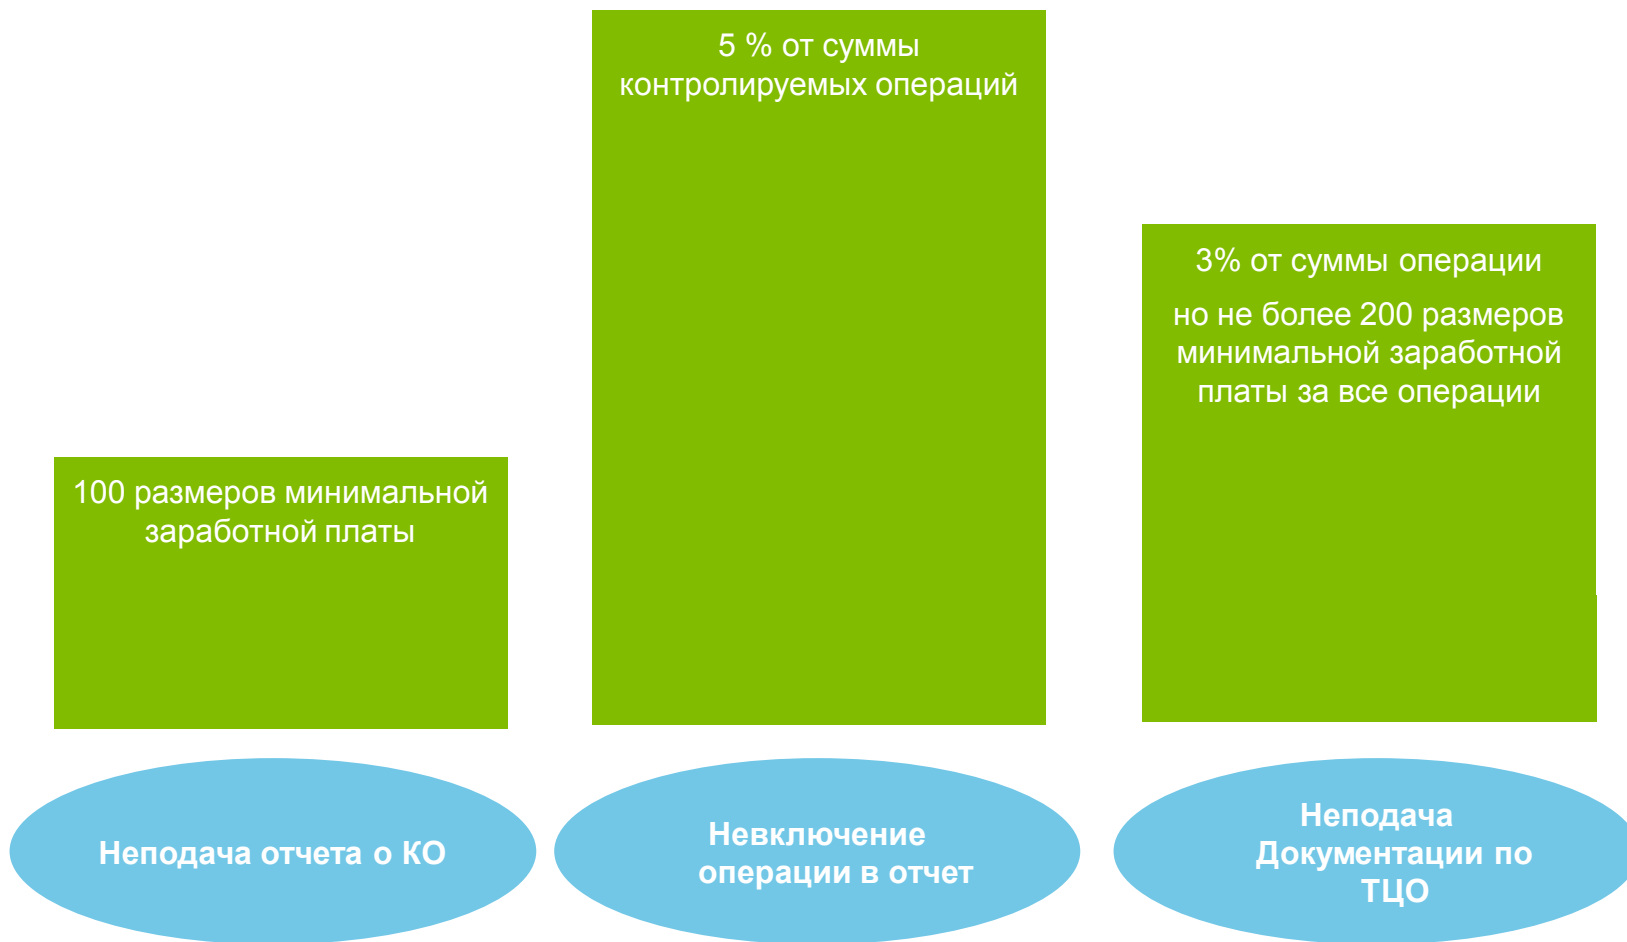 5 % от суммы
контролируемых операций
3% от суммы операции
но не более 200 размеров
минимальной заработной
платы за все операции
100 размеров минимальной
заработной платы
Неподача отчета о КО
Невключение
операции в отчет
Неподача
Документации по
ТЦО